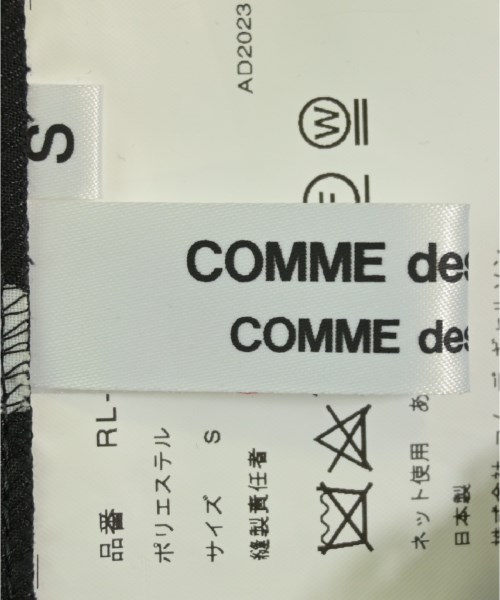 COMME des
COMME des
S
AD2023
W
品番 RL-
ポリエステル
サイズ S
縫製責任者
ネット使用 あ
日本製